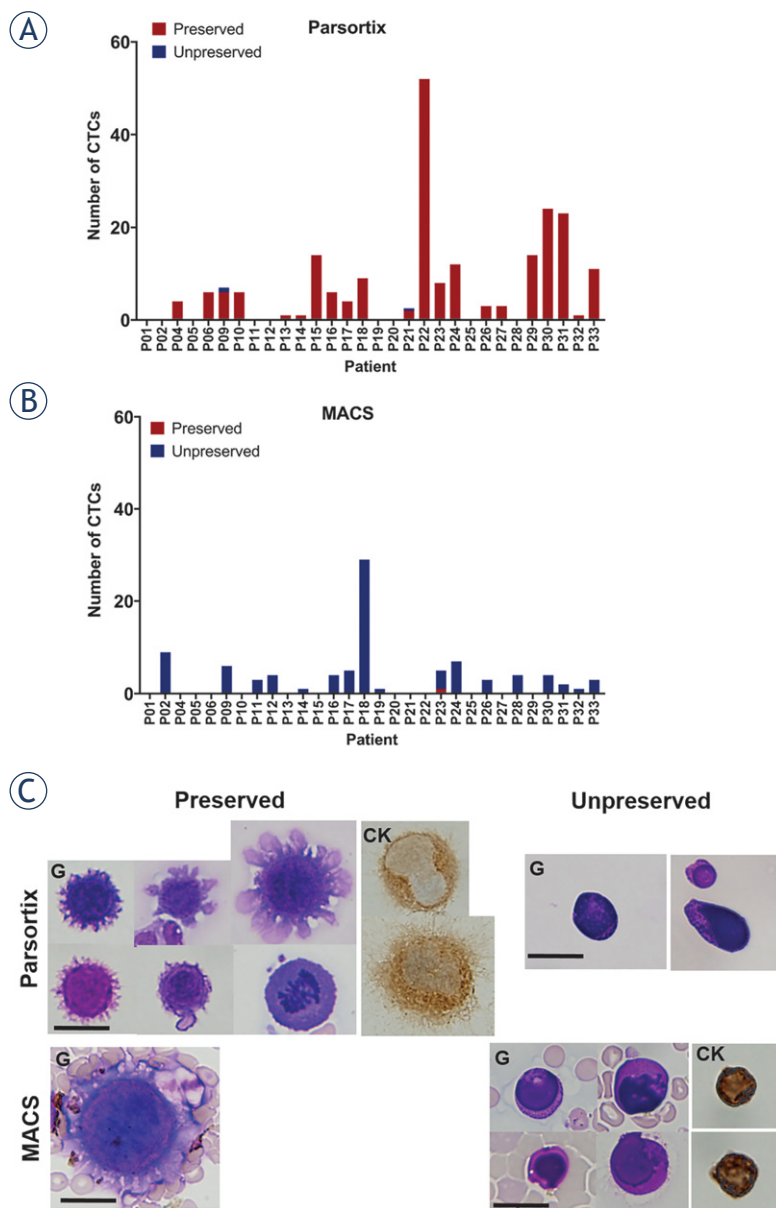 A
Parsortix
Preserved
Unpreserved
Number of CTCs
60
40
20
0
P01 P02 P04 P05 P06 P09 P10 P11 P12 P13 P14 P15 P16 P17 P18 P19 P20 P21 P22 P23 P24 P25 P26 P27 P28 P29 P30 P31 P32 P33
Patient
B
MACS
Preserved
Unpreserved
Number of CTCs
60
40
20
0
P01 P02 P04 P05 P06 P09 P10 P11 P12 P13 P14 P15 P16 P17 P18 P19 P20 P21 P22 P23 P24 P25 P26 P27 P28 P29 P30 P31 P32 P33
Patient
C
Preserved Unpreserved
Parsortix
G
CK
G
MACS
G
G
CK